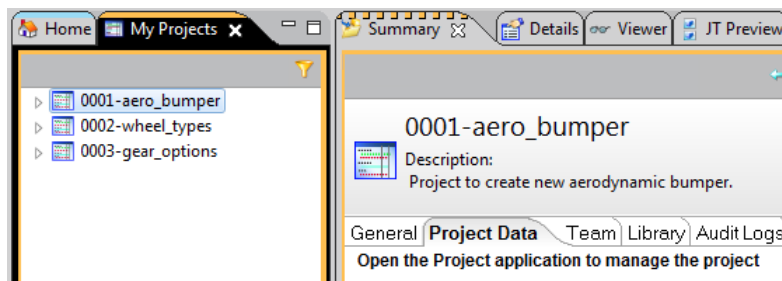 Home
My Projects
Summary
Details
Viewer
JT Preview
0001-aero_bumper
0002-wheel_types
0003-gear_options
0001-aero_bumper
Description:
Project to create new aerodynamic bumper.
General
Project Data
Team
Library
Audit Logs
Open the Project application to manage the project